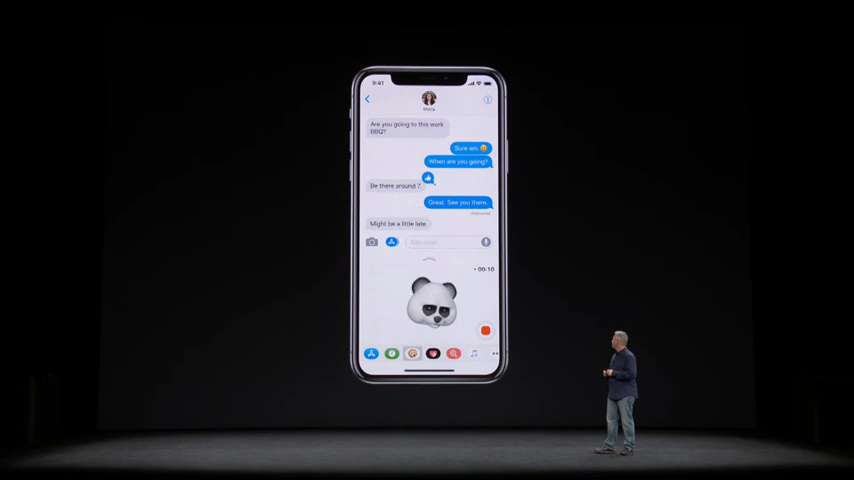 9:41
Maria
Are you going to this work
BBQ?
Sure am
When are you going?
Be there around 7.
Great. See you there.
Delivered
Might be a little late.
iMessage
00:10